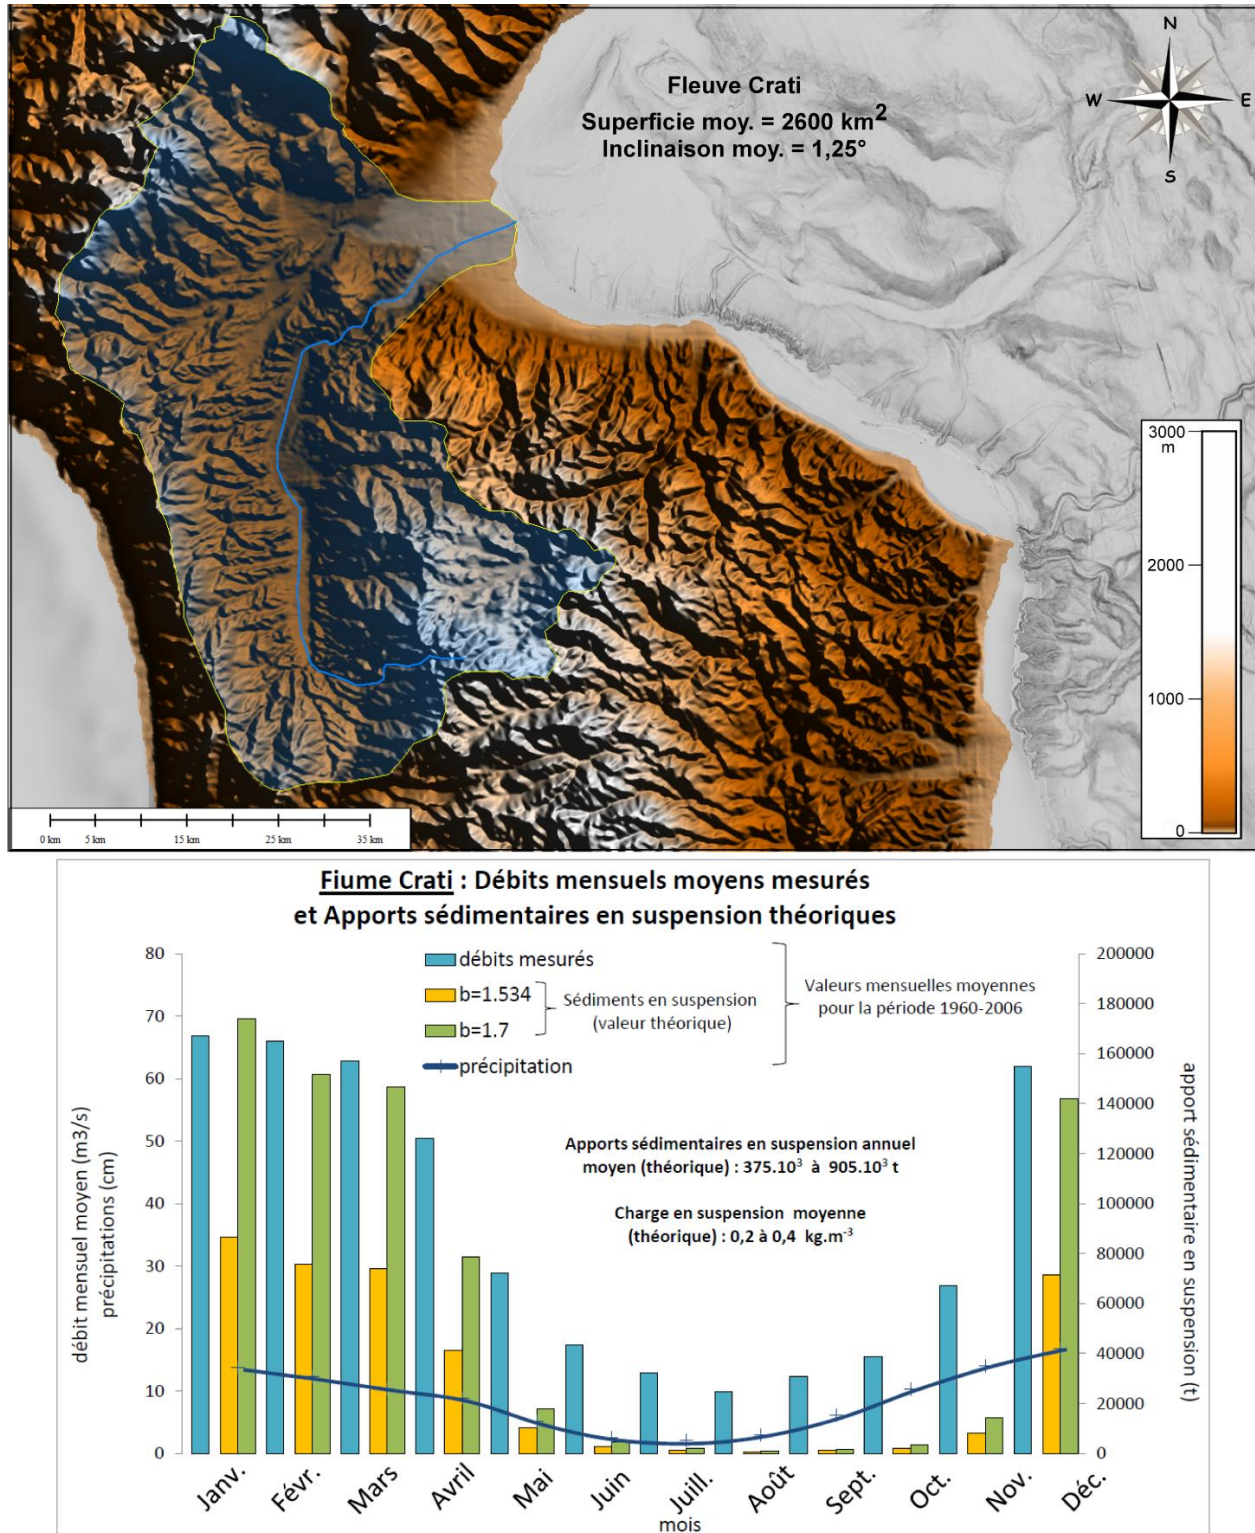 N
W
E
S
Fleuve Crati
Superficie moy. = 2600 km²
Inclinaison moy. = 1,25°
3000
m
2000
1000
0
0 km 5 km 15 km 25 km 35 km
Fiume Crati : Débits mensuels moyens mesurés
et Apports sédimentaires en suspension théoriques
débits mesurés
b=1.534
b=1.7
précipitation
Sédiments en suspension
(valeur théorique)
Valeurs mensuelles moyennes
pour la période 1960-2006
Apports sédimentaires en suspension annuel
moyen (théorique) : 375.10³ à 905.10³ t
Charge en suspension moyenne
(théorique) : 0,2 à 0,4 kg.m⁻³
débit mensuel moyen (m3/s)
précipitations (cm)
80
70
60
50
40
30
20
10
0
200000
180000
160000
140000
120000
100000
80000
60000
40000
20000
0
apport sédimentaire en suspension (t)
Janv. Févr. Mars Avril Mai Juin Juill. Août Sept. Oct. Nov. Déc.
mois